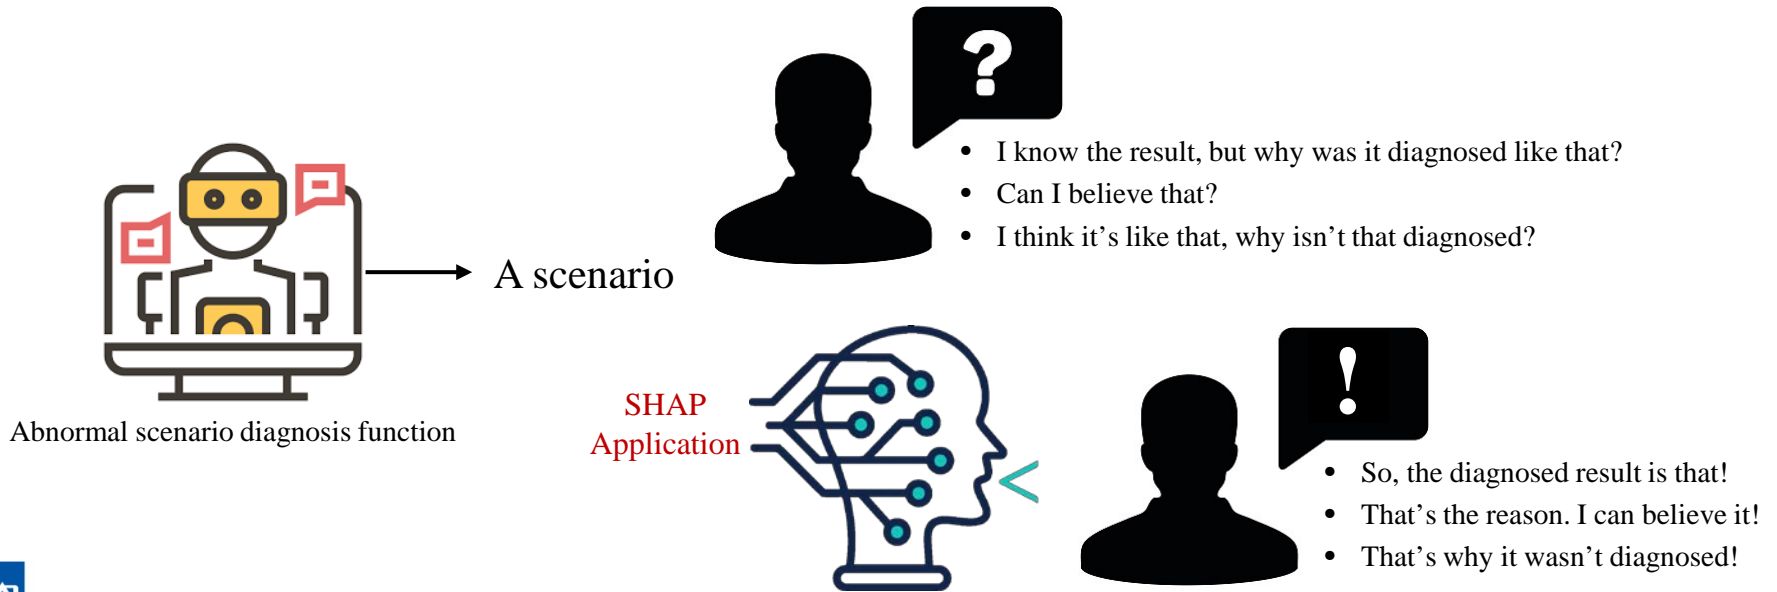 ?
• I know the result, but why was it diagnosed like that?
• Can I believe that?
• I think it’s like that, why isn’t that diagnosed?
A scenario
Abnormal scenario diagnosis function
SHAP
Application
!
• So, the diagnosed result is that!
• That’s the reason. I can believe it!
• That’s why it wasn’t diagnosed!